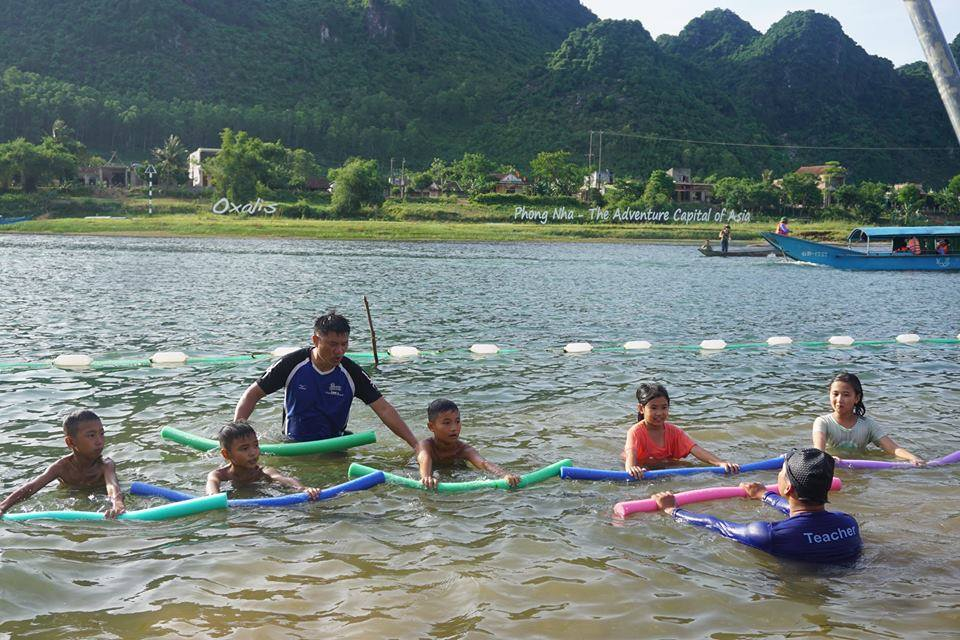 Oxalis
Phong Nha - The Adventure Capital of Asia
Teacher